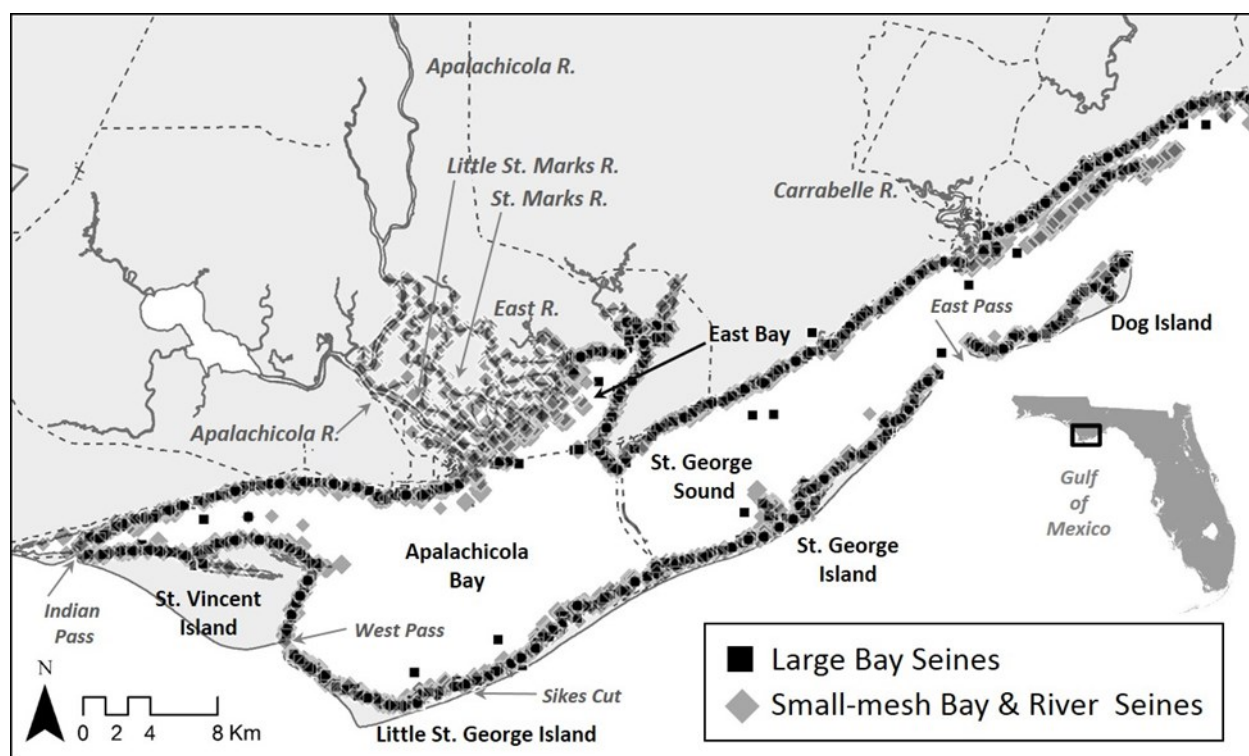 Apalachicola R.
Little St. Marks R.
St. Marks R.
Carrabelle R.
East R.
East Pass
East Bay
Dog Island
Apalachicola R.
St. George
Sound
Gulf
of
Mexico
Apalachicola
Bay
St. George
Island
St. Vincent
Island
Indian
Pass
West Pass
Sikes Cut
Little St. George Island
N
0 2 4 8 Km
Large Bay Seines
Small-mesh Bay & River Seines